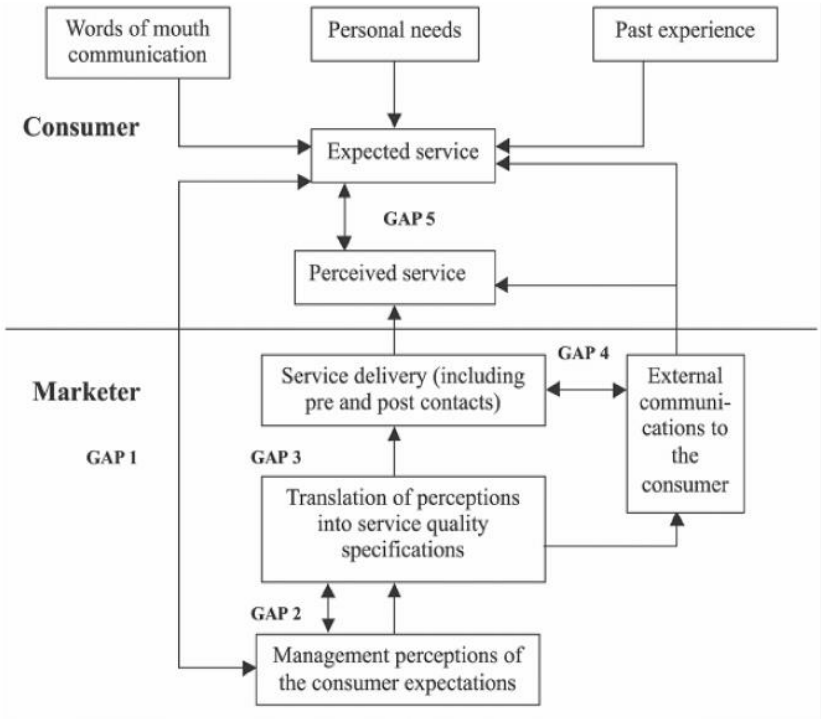 Words of mouth
communication
Personal needs
Past experience
Consumer
Expected service
GAP 5
Perceived service
GAP 4
Marketer
Service delivery (including
pre and post contacts)
External
communi-
cations to
the
consumer
GAP 1
GAP 3
Translation of perceptions
into service quality
specifications
GAP 2
Management perceptions of
the consumer expectations